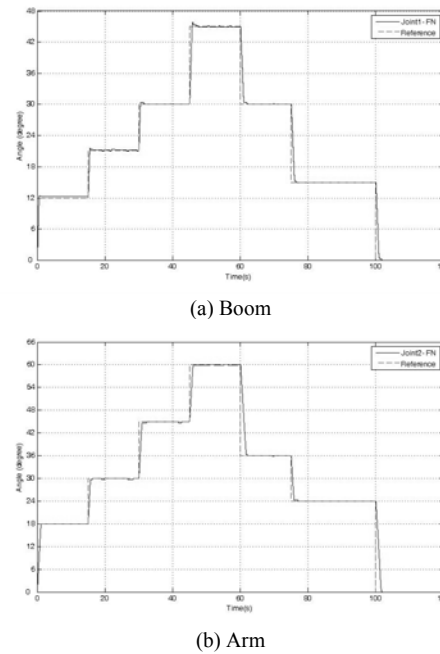 48
42
36
30
24
18
12
6
0
Angle (degree)
Joint1- FN
Reference
0 20 40 60 80 100
Time(s)
(a) Boom
66
60
54
48
42
36
30
24
18
12
6
0
Angle (degree)
Joint2- FN
Reference
0 20 40 60 80 100
Time(s)
(b) Arm